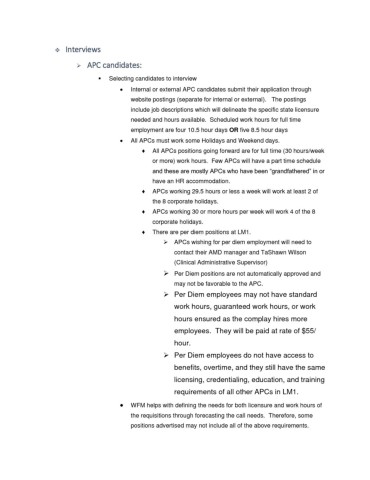 ❖ Interviews
➢ APC candidates:
• Selecting candidates to interview
• Internal or external APC candidates submit their application through
website postings (separate for internal or external).   The postings
include job descriptions which will delineate the specific state licensure
needed and hours available.  Scheduled work hours for full time
employment are four 10.5 hour days OR five 8.5 hour days
• All APCs must work some Holidays and Weekend days.
♦ All APCs positions going forward are for full time (30 hours/week
or more) work hours.  Few APCs will have a part time schedule
and these are mostly APCs who have been “grandfathered” in or
have an HR accommodation.
♦ APCs working 29.5 hours or less a week will work at least 2 of
the 8 corporate holidays.
♦ APCs working 30 or more hours per week will work 4 of the 8
corporate holidays.
♦ There are per diem positions at LM1.
➢ APCs wishing for per diem employment will need to
contact their AMD manager and TaShawn Wilson
(Clinical Administrative Supervisor)
➢ Per Diem positions are not automatically approved and
may not be favorable to the APC.
➢ Per Diem employees may not have standard
work hours, guaranteed work hours, or work
hours ensured as the complay hires more
employees.  They will be paid at rate of $55/
hour.
➢ Per Diem employees do not have access to
benefits, overtime, and they still have the same
licensing, credentialing, education, and training
requirements of all other APCs in LM1.
• WFM helps with defining the needs for both licensure and work hours of
the requisitions through forecasting the call needs.  Therefore, some
positions advertised may not include all of the above requirements.